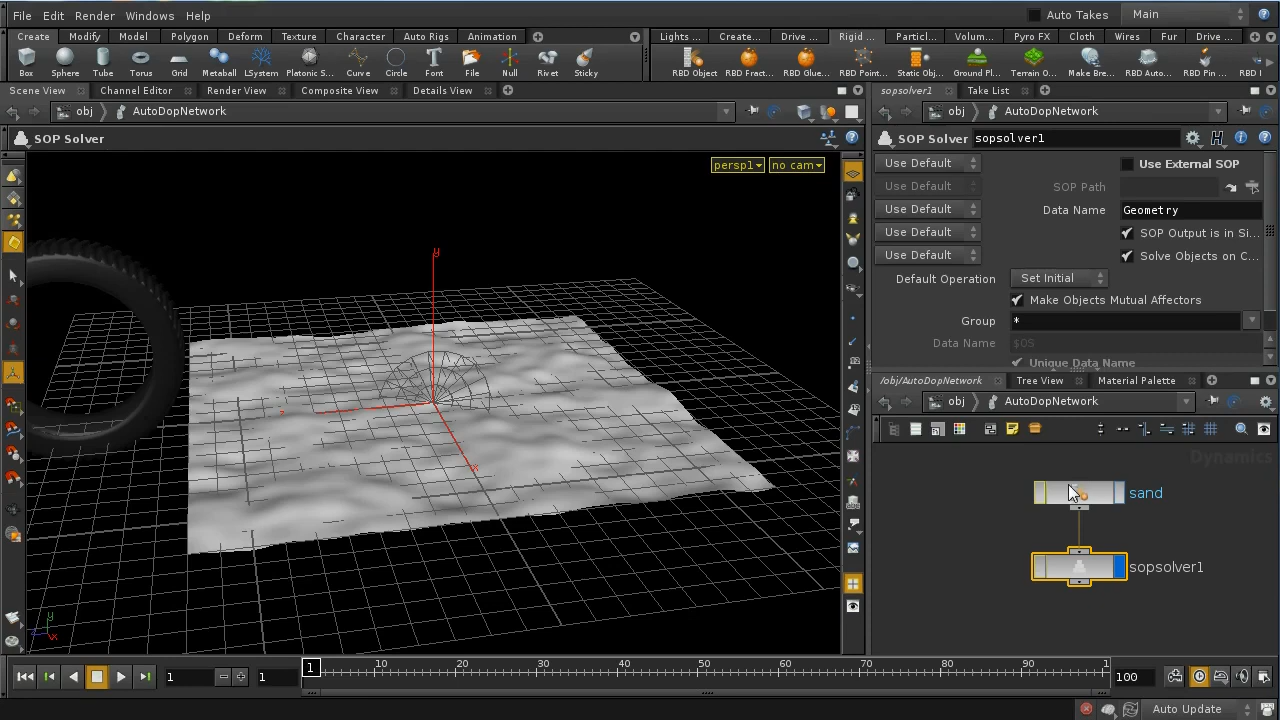 File Edit Render Windows Help Auto Takes Main
Create Modify Model Polygon Deform Texture Character Auto Rigs Animation Lights ... Create... Drive ... Rigid ... Particl... Volum... Pyro FX Cloth Wires Fur Drive ...
Box Sphere Tube Torus Grid Metaball LSystem Platonic S... Curve Circle Font File Null Rivet Sticky RBD Object RBD Fract... RBD Glue... RBD Point... Static Obj... Ground Pl... Terrain O... Make Bre... RBD Auto... RBD Pin ... RBD I
Scene View Channel Editor Render View Composite View Details View sopsolver1 Take List
obj AutoDopNetwork obj AutoDopNetwork
SOP Solver SOP Solver sopsolver1
persp1 no cam
Use Default Use External SOP
Use Default SOP Path
Use Default Data Name Geometry
Use Default SOP Output is in Si...
Use Default Solve Objects on C...
Default Operation Set Initial
Make Objects Mutual Affectors
Group *
Data Name $OS
Unique Data Name
/obj/AutoDopNetwork Tree View Material Palette
obj AutoDopNetwork
Dynamics
sand
sopsolver1
y
x
y
x
1 1 1 10 20 30 40 50 60 70 80 90 1 100
Auto Update